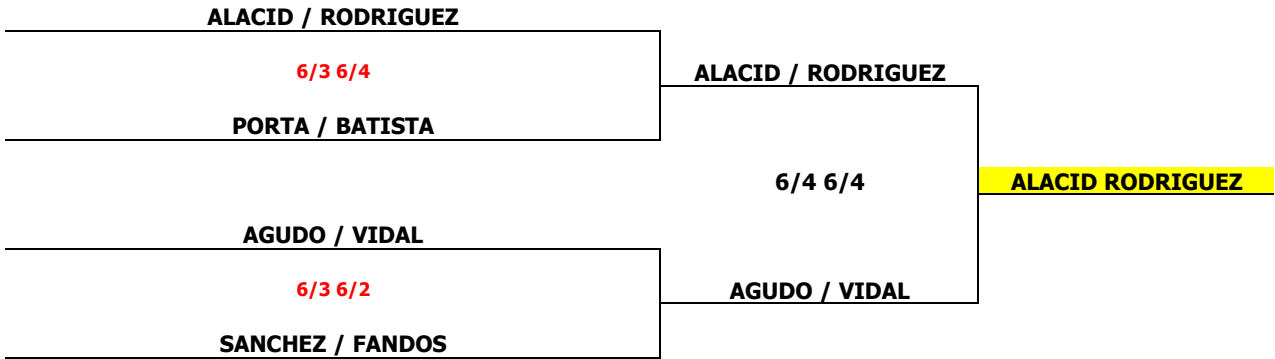 ALACID / RODRIGUEZ
6/3 6/4
ALACID / RODRIGUEZ
PORTA / BATISTA
6/4 6/4
ALACID RODRIGUEZ
AGUDO / VIDAL
6/3 6/2
AGUDO / VIDAL
SANCHEZ / FANDOS